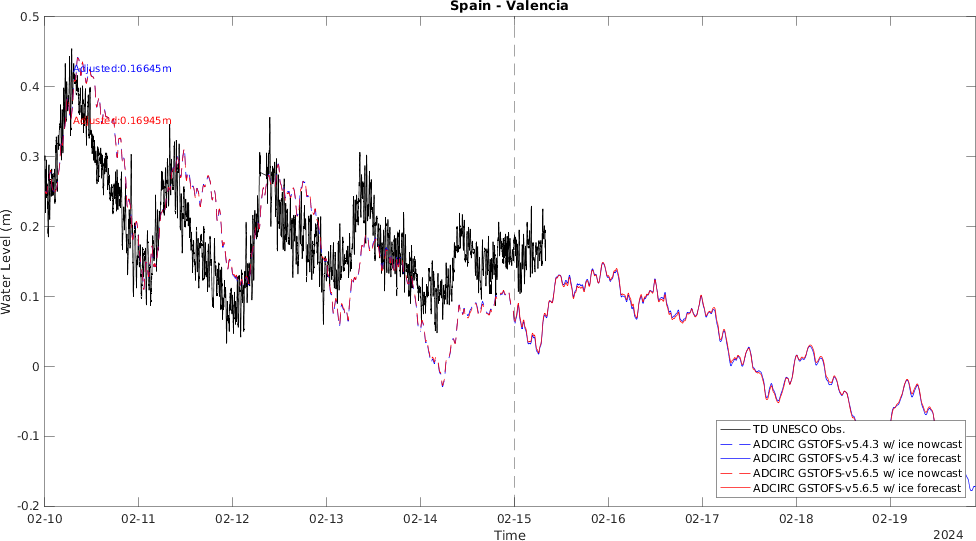 Spain - Valencia
0.5
0.4
0.3
0.2
0.1
0
-0.1
-0.2
Water Level (m)
Adjusted:0.16645m
Adjusted:0.16945m
TD UNESCO Obs.
ADCIRC GSTOFS-v5.4.3 w/ ice nowcast
ADCIRC GSTOFS-v5.4.3 w/ ice forecast
ADCIRC GSTOFS-v5.6.5 w/ ice nowcast
ADCIRC GSTOFS-v5.6.5 w/ ice forecast
02-10 02-11 02-12 02-13 02-14 02-15 02-16 02-17 02-18 02-19
Time
2024